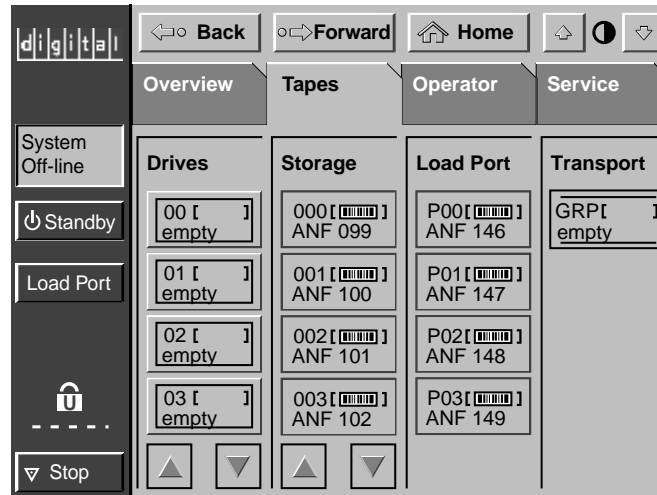 digital
Back
Forward
Home
Overview
Tapes
Operator
Service
System
Off-line
Standby
Load Port
Stop
Drives
00 [ ]
empty
01 [ ]
empty
02 [ ]
empty
03 [ ]
empty
Storage
000 [ ]
ANF 099
001 [ ]
ANF 100
002 [ ]
ANF 101
003 [ ]
ANF 102
Load Port
P00 [ ]
ANF 146
P01 [ ]
ANF 147
P02 [ ]
ANF 148
P03 [ ]
ANF 149
Transport
GRP [ ]
empty